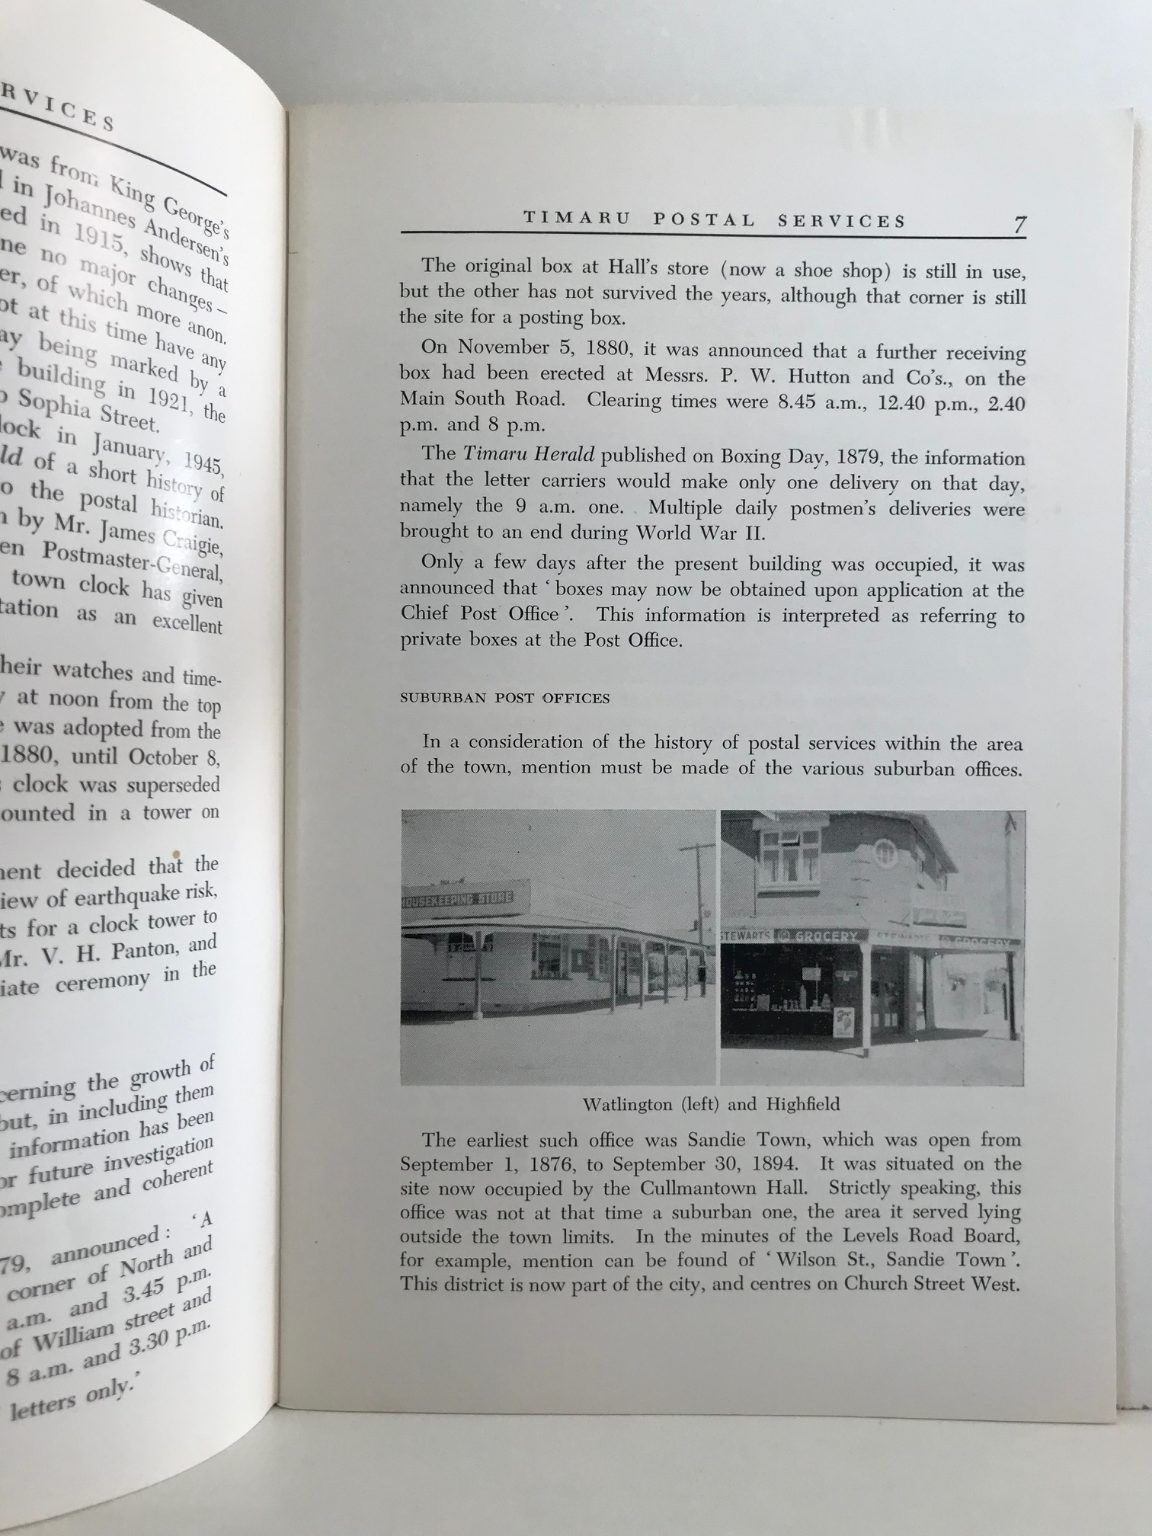 RVICES
was from King George's
in Johannes Andersen's
ed in 1915, shows that
ne no major changes –
er, of which more anon.
ot at this time have any
ay being marked by a
building in 1921, the
o Sophia Street.
lock in January, 1945,
ld of a short history of
o the postal historian.
n by Mr. James Craigie,
en Postmaster-General,
town clock has given
tation as an excellent
heir watches and time-
y at noon from the top
e was adopted from the
1880, until October 8,
s clock was superseded
ounted in a tower on
ment decided that the
iew of earthquake risk,
ts for a clock tower to
Mr. V. H. Panton, and
iate ceremony in the
cerning the growth of
but, in including them
information has been
or future investigation
omplete and coherent
79, announced: 'A
corner of North and
a.m. and 3.45 p.m.
of William street and
8 a.m. and 3.30 p.m.
letters only.'
TIMARU POSTAL SERVICES 7
The original box at Hall's store (now a shoe shop) is still in use,
but the other has not survived the years, although that corner is still
the site for a posting box.
On November 5, 1880, it was announced that a further receiving
box had been erected at Messrs. P. W. Hutton and Co's., on the
Main South Road. Clearing times were 8.45 a.m., 12.40 p.m., 2.40
p.m. and 8 p.m.
The Timaru Herald published on Boxing Day, 1879, the information
that the letter carriers would make only one delivery on that day,
namely the 9 a.m. one. Multiple daily postmen's deliveries were
brought to an end during World War II.
Only a few days after the present building was occupied, it was
announced that 'boxes may now be obtained upon application at the
Chief Post Office'. This information is interpreted as referring to
private boxes at the Post Office.
SUBURBAN POST OFFICES
In a consideration of the history of postal services within the area
of the town, mention must be made of the various suburban offices.
HOUSEKEEPING STORE
STEWARTS GROCERY STEWARTS GROCERY
Watlington (left) and Highfield
The earliest such office was Sandie Town, which was open from
September 1, 1876, to September 30, 1894. It was situated on the
site now occupied by the Cullmantown Hall. Strictly speaking, this
office was not at that time a suburban one, the area it served lying
outside the town limits. In the minutes of the Levels Road Board,
for example, mention can be found of 'Wilson St., Sandie Town'.
This district is now part of the city, and centres on Church Street West.